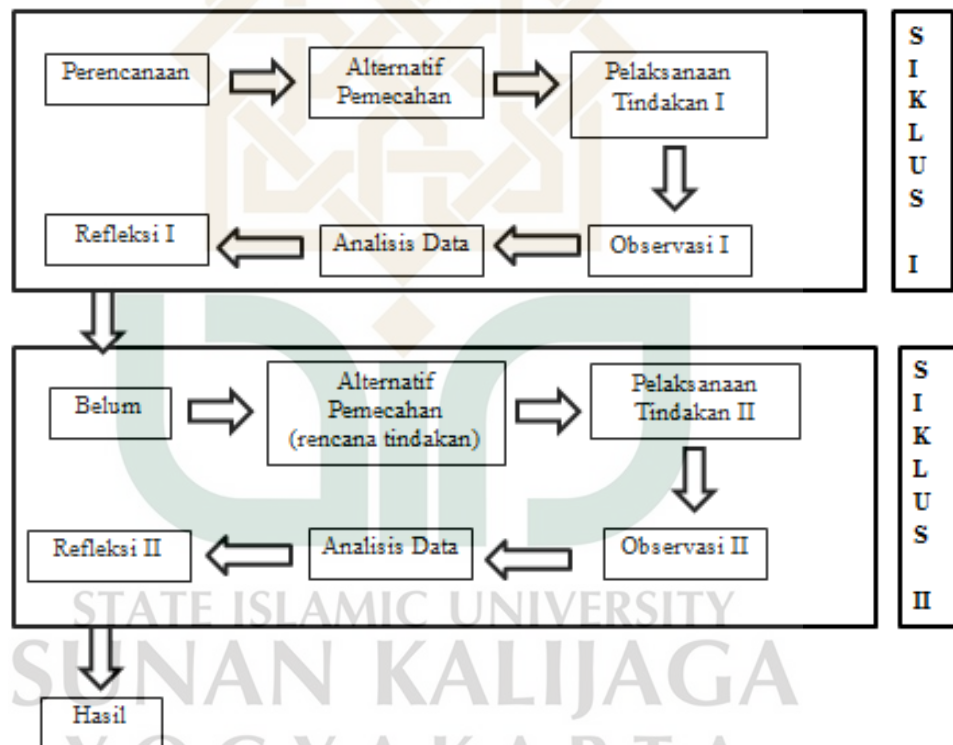 Perencanaan
Alternatif
Pemecahan
Pelaksanaan
Tindakan I
Refleksi I
Analisis Data
Observasi I
S
I
K
L
U
S
I
Belum
Alternatif
Pemecahan
(rencana tindakan)
Pelaksanaan
Tindakan II
Refleksi II
Analisis Data
Observasi II
S
I
K
L
U
S
II
STATE ISLAMIC UNIVERSITY
SUNAN KALIJAGA
Hasil
YOGYAKARTA